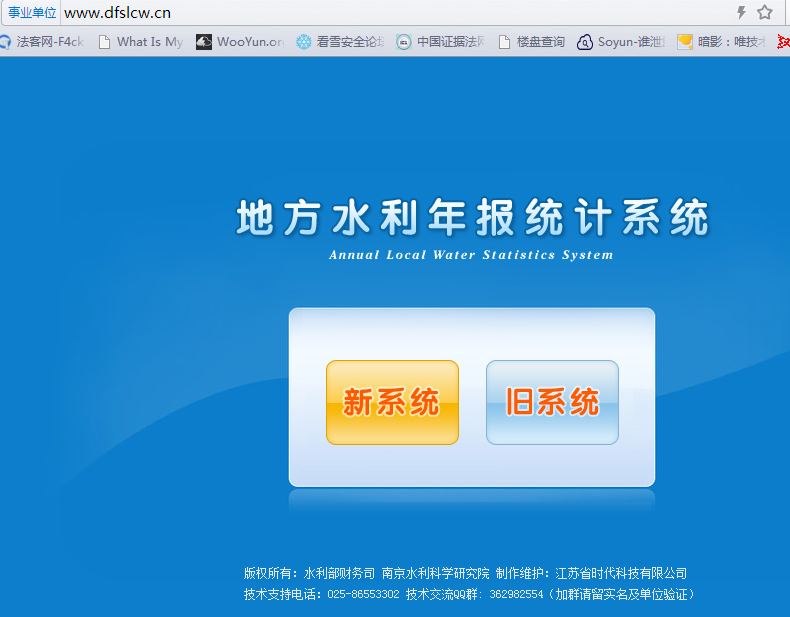 事业单位 www.dfslcw.cn
法客网-F4ck What Is My WooYun.or 看雪安全论坛 中国证据法网 楼盘查询 Soyun-谁泄 暗影：唯技术
地方水利年报统计系统
Annual Local Water Statistics System
新系统 旧系统
版权所有：水利部财务司 南京水利科学研究院 制作维护：江苏省时代科技有限公司
技术支持电话：025-86553302 技术交流QQ群：362982554（加群请留实名及单位验证）